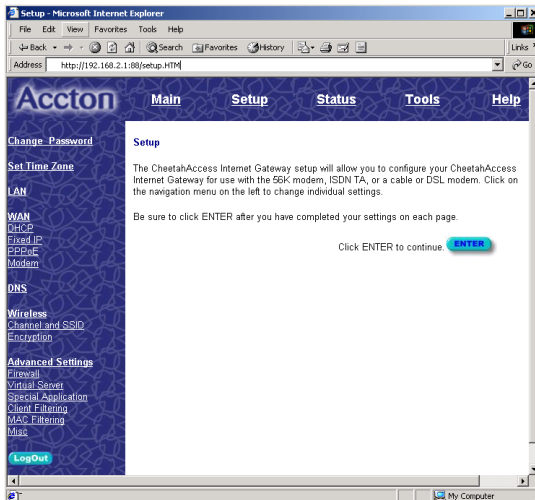 Setup - Microsoft Internet Explorer
File Edit View Favorites Tools Help
Back Search Favorites History Links
Address http://192.168.2.1:88/setup.HTM Go
Accton Main Setup Status Tools Help
Change Password
Set Time Zone
LAN
WAN
DHCP
Fixed IP
PPPoE
Modem
DNS
Wireless
Channel and SSID
Encryption
Advanced Settings
Firewall
Virtual Server
Special Application
Client Filtering
MAC Filtering
Misc
LogOut
Setup
The CheetahAccess Internet Gateway setup will allow you to configure your CheetahAccess
Internet Gateway for use with the 56K modem, ISDN TA, or a cable or DSL modem. Click on
the navigation menu on the left to change individual settings.
Be sure to click ENTER after you have completed your settings on each page.
Click ENTER to continue. ENTER
My Computer